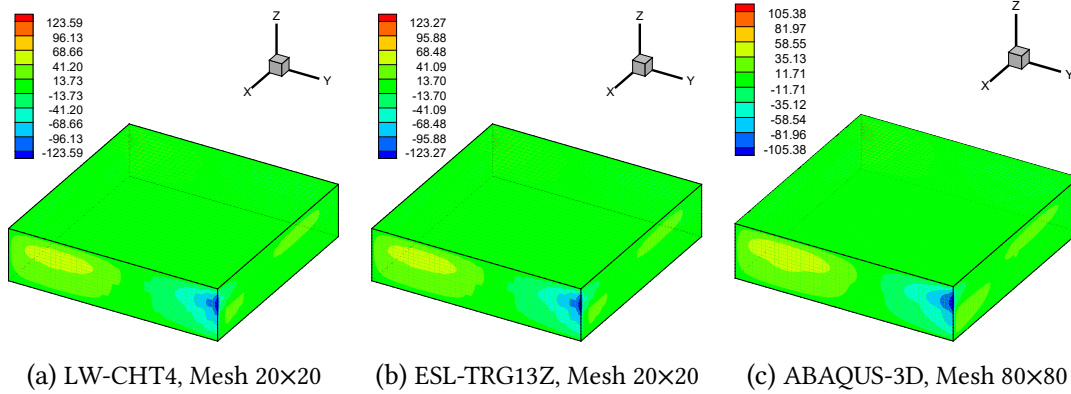 123.59
96.13
68.66
41.20
13.73
-13.73
-41.20
-68.66
-96.13
-123.59
Z
X
Y
(a) LW-CHT4, Mesh 20×20
123.27
95.88
68.48
41.09
13.70
-13.70
-41.09
-68.48
-95.88
-123.27
Z
X
Y
(b) ESL-TRG13Z, Mesh 20×20
105.38
81.97
58.55
35.13
11.71
-11.71
-35.12
-58.54
-81.96
-105.38
Z
X
Y
(c) ABAQUS-3D, Mesh 80×80